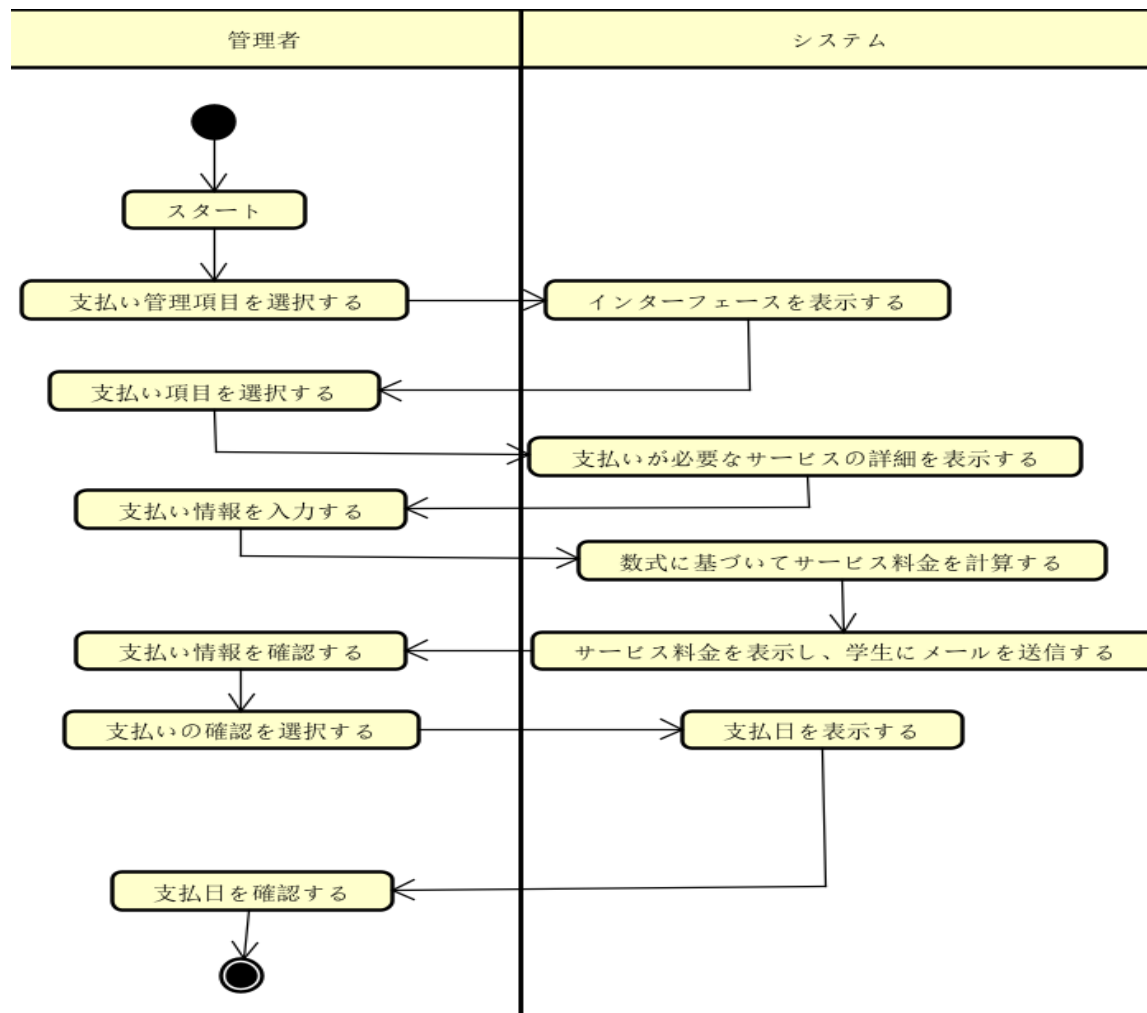 管理者
システム
スタート
支払い管理項目を選択する
インターフェースを表示する
支払い項目を選択する
支払いが必要なサービスの詳細を表示する
支払い情報を入力する
数式に基づいてサービス料金を計算する
支払い情報を確認する
サービス料金を表示し、学生にメールを送信する
支払いの確認を選択する
支払日を表示する
支払日を確認する